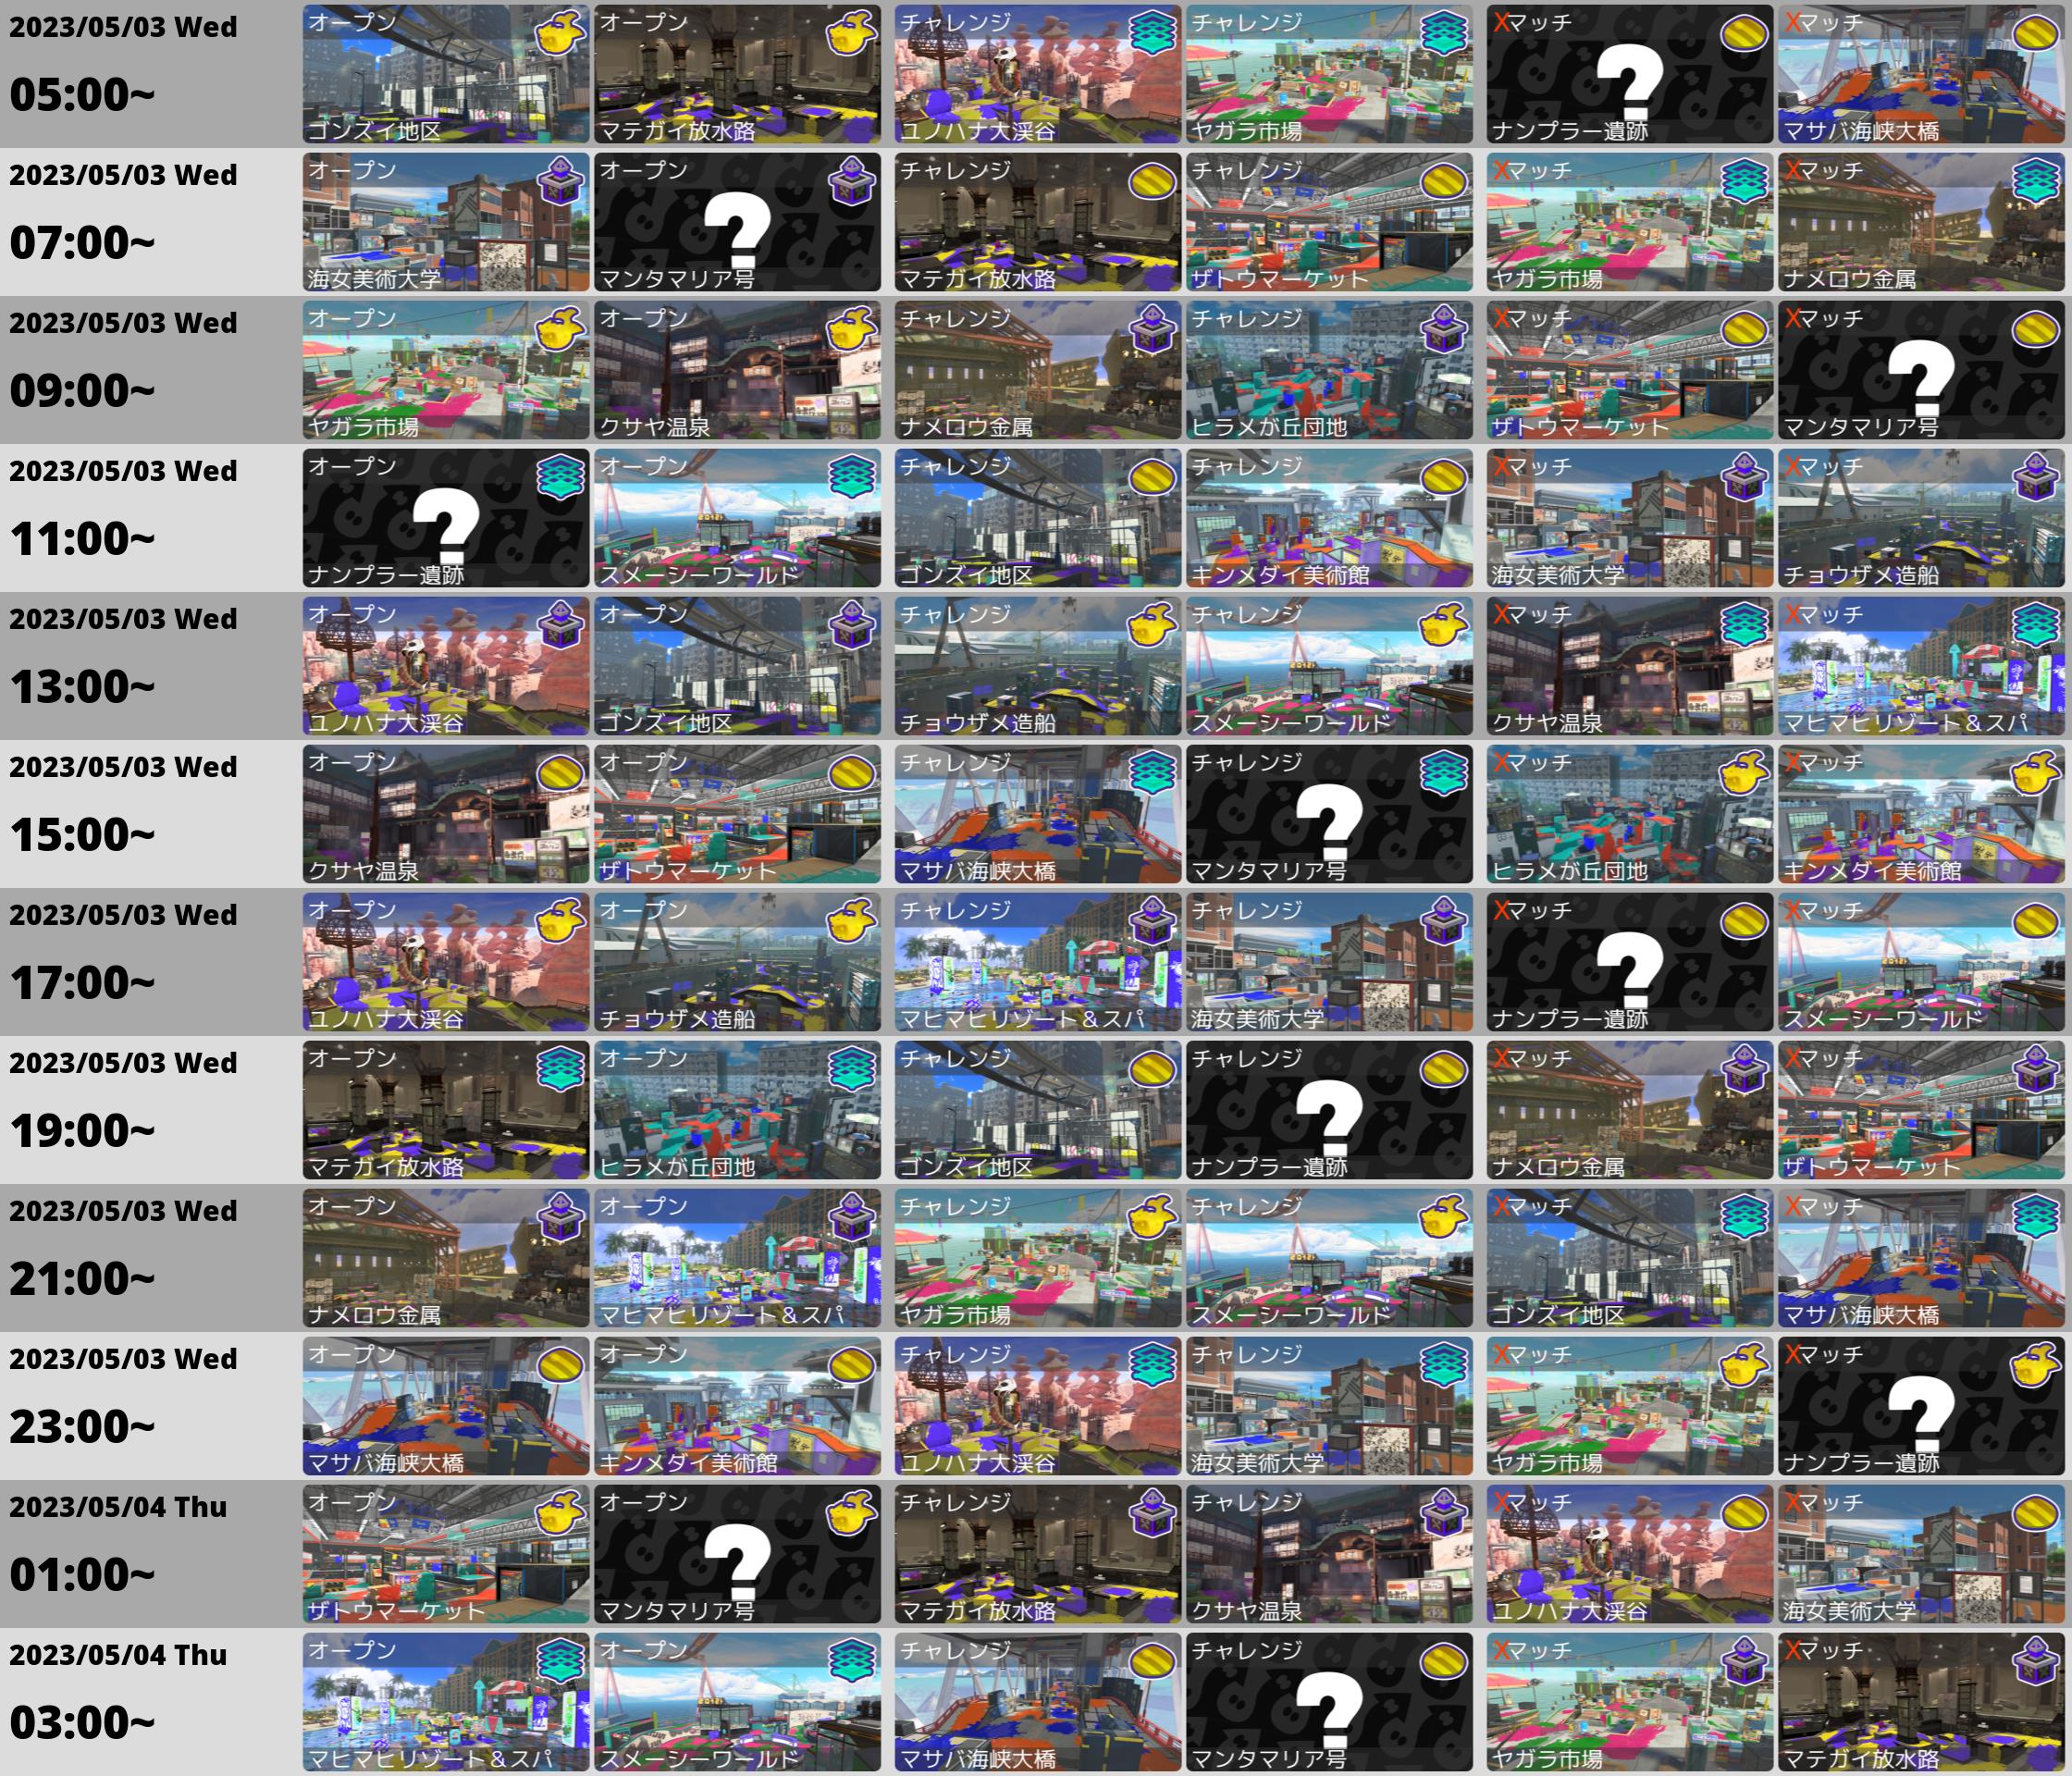 2023/05/03 Wed
05:00~
オープン
ゴンズイ地区
オープン
マテガイ放水路
チャレンジ
ユノハナ大渓谷
チャレンジ
ヤガラ市場
Xマッチ
ナンプラー遺跡
Xマッチ
マサバ海峡大橋
2023/05/03 Wed
07:00~
オープン
海女美術大学
オープン
マンタマリア号
チャレンジ
マテガイ放水路
チャレンジ
ザトウマーケット
Xマッチ
ヤガラ市場
Xマッチ
ナメロウ金属
2023/05/03 Wed
09:00~
オープン
ヤガラ市場
オープン
クサヤ温泉
チャレンジ
ナメロウ金属
チャレンジ
ヒラメが丘団地
Xマッチ
ザトウマーケット
Xマッチ
マンタマリア号
2023/05/03 Wed
11:00~
オープン
ナンプラー遺跡
オープン
スメーシーワールド
チャレンジ
ゴンズイ地区
チャレンジ
キンメダイ美術館
Xマッチ
海女美術大学
Xマッチ
チョウザメ造船
2023/05/03 Wed
13:00~
オープン
ユノハナ大渓谷
オープン
ゴンズイ地区
チャレンジ
チョウザメ造船
チャレンジ
スメーシーワールド
Xマッチ
クサヤ温泉
Xマッチ
マヒマヒリゾート＆スパ
2023/05/03 Wed
15:00~
オープン
クサヤ温泉
オープン
ザトウマーケット
チャレンジ
マサバ海峡大橋
チャレンジ
マンタマリア号
Xマッチ
ヒラメが丘団地
Xマッチ
キンメダイ美術館
2023/05/03 Wed
17:00~
オープン
ユノハナ大渓谷
オープン
チョウザメ造船
チャレンジ
マヒマヒリゾート＆スパ
チャレンジ
海女美術大学
Xマッチ
ナンプラー遺跡
Xマッチ
スメーシーワールド
2023/05/03 Wed
19:00~
オープン
マテガイ放水路
オープン
ヒラメが丘団地
チャレンジ
ゴンズイ地区
チャレンジ
ナンプラー遺跡
Xマッチ
ナメロウ金属
Xマッチ
ザトウマーケット
2023/05/03 Wed
21:00~
オープン
ナメロウ金属
オープン
マヒマヒリゾート＆スパ
チャレンジ
ヤガラ市場
チャレンジ
スメーシーワールド
Xマッチ
ゴンズイ地区
Xマッチ
マサバ海峡大橋
2023/05/03 Wed
23:00~
オープン
マサバ海峡大橋
オープン
キンメダイ美術館
チャレンジ
ユノハナ大渓谷
チャレンジ
海女美術大学
Xマッチ
ヤガラ市場
Xマッチ
ナンプラー遺跡
2023/05/04 Thu
01:00~
オープン
ザトウマーケット
オープン
マンタマリア号
チャレンジ
マテガイ放水路
チャレンジ
クサヤ温泉
Xマッチ
ユノハナ大渓谷
Xマッチ
海女美術大学
2023/05/04 Thu
03:00~
オープン
マヒマヒリゾート＆スパ
オープン
スメーシーワールド
チャレンジ
マサバ海峡大橋
チャレンジ
マンタマリア号
Xマッチ
ヤガラ市場
Xマッチ
マテガイ放水路